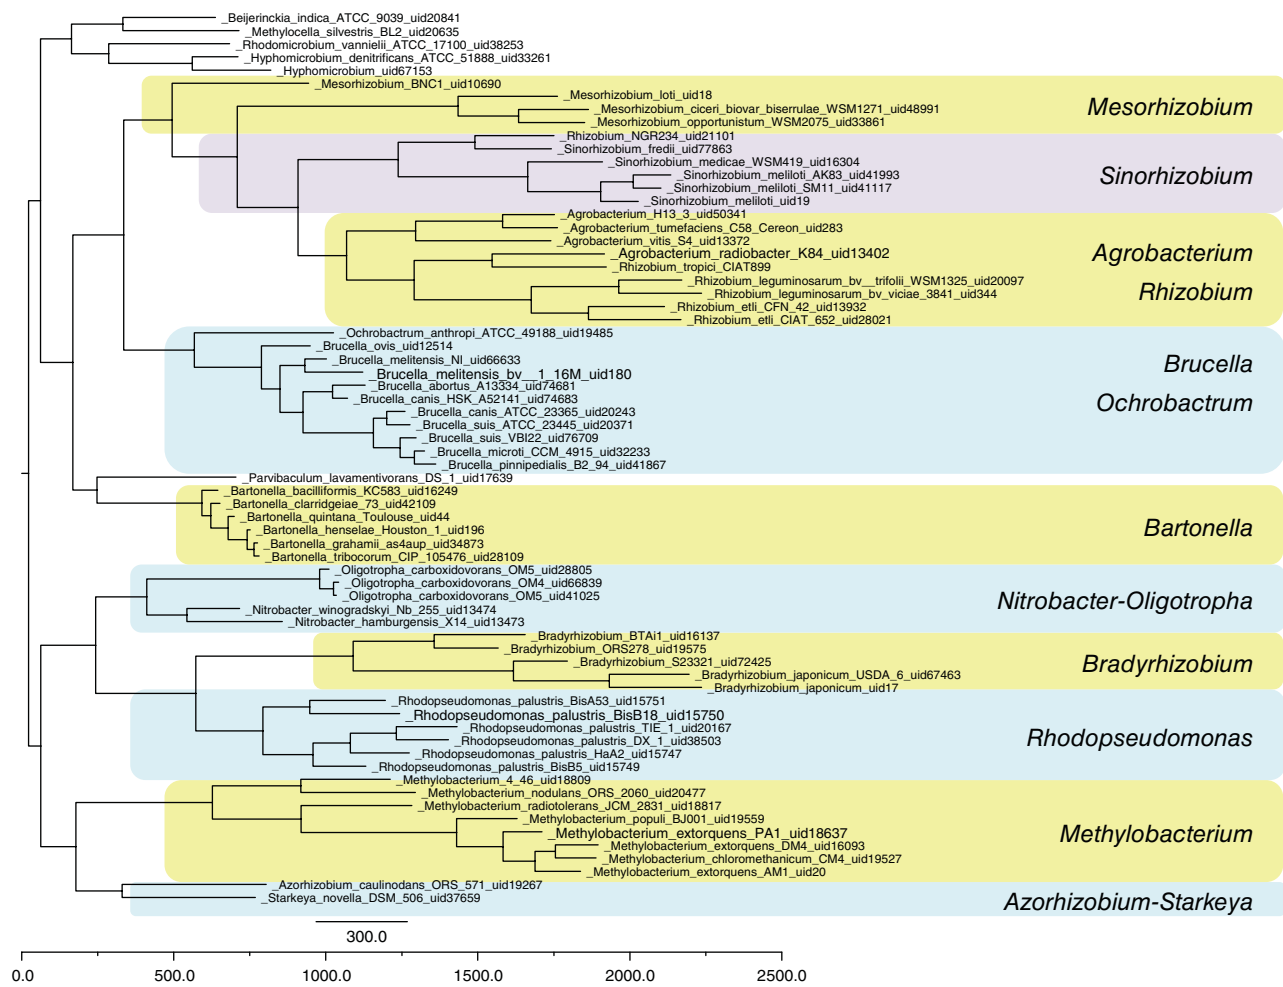 _Beijerinckia_indica_ATCC_9039_uid20841
_Methylocella_silvestris_BL2_uid20635
_Rhodomicrobium_vannielii_ATCC_17100_uid38253
_Hyphomicrobium_denitrificans_ATCC_51888_uid33261
_Hyphomicrobium_uid67153
_Mesorhizobium_BNC1_uid10690
_Mesorhizobium_loti_uid18
_Mesorhizobium_ciceri_biovar_biserrulae_WSM1271_uid48991
Mesorhizobium
_Mesorhizobium_opportunistum_WSM2075_uid33861
_Rhizobium_NGR234_uid21101
_Sinorhizobium_fredii_uid77863
_Sinorhizobium_medicae_WSM419_uid16304
_Sinorhizobium_meliloti_AK83_uid41993
Sinorhizobium
_Sinorhizobium_meliloti_SM11_uid41117
_Sinorhizobium_meliloti_uid19
_Agrobacterium_H13_3_uid50341
_Agrobacterium_tumefaciens_C58_Cereon_uid283
_Agrobacterium_vitis_S4_uid13372
_Agrobacterium_radiobacter_K84_uid13402
Agrobacterium
_Rhizobium_tropici_CIAT899
_Rhizobium_leguminosarum_bv__trifolii_WSM1325_uid20097
_Rhizobium_leguminosarum_bv_viciae_3841_uid344
Rhizobium
_Rhizobium_etli_CFN_42_uid13932
_Rhizobium_etli_CIAT_652_uid28021
_Ochrobactrum_anthropi_ATCC_49188_uid19485
_Brucella_ovis_uid12514
_Brucella_melitensis_NI_uid66633
Brucella
_Brucella_melitensis_bv__1_16M_uid180
_Brucella_abortus_A13334_uid74681
_Brucella_canis_HSK_A52141_uid74683
Ochrobactrum
_Brucella_canis_ATCC_23365_uid20243
_Brucella_suis_ATCC_23445_uid20371
_Brucella_suis_VBI22_uid76709
_Brucella_microti_CCM_4915_uid32233
_Brucella_pinnipedialis_B2_94_uid41867
_Parvibaculum_lavamentivorans_DS_1_uid17639
_Bartonella_bacilliformis_KC583_uid16249
_Bartonella_clarridgeiae_73_uid42109
_Bartonella_quintana_Toulouse_uid44
_Bartonella_henselae_Houston_1_uid196
Bartonella
_Bartonella_grahamii_as4aup_uid34873
_Bartonella_tribocorum_CIP_105476_uid28109
_Oligotropha_carboxidovorans_OM5_uid28805
_Oligotropha_carboxidovorans_OM4_uid66839
_Oligotropha_carboxidovorans_OM5_uid41025
Nitrobacter-Oligotropha
_Nitrobacter_winogradskyi_Nb_255_uid13474
_Nitrobacter_hamburgensis_X14_uid13473
_Bradyrhizobium_BTAi1_uid16137
_Bradyrhizobium_ORS278_uid19575
_Bradyrhizobium_S23321_uid72425
Bradyrhizobium
_Bradyrhizobium_japonicum_USDA_6_uid67463
_Bradyrhizobium_japonicum_uid17
_Rhodopseudomonas_palustris_BisA53_uid15751
_Rhodopseudomonas_palustris_BisB18_uid15750
_Rhodopseudomonas_palustris_TIE_1_uid20167
_Rhodopseudomonas_palustris_DX_1_uid38503
Rhodopseudomonas
_Rhodopseudomonas_palustris_HaA2_uid15747
_Rhodopseudomonas_palustris_BisB5_uid15749
_Methylobacterium_4_46_uid18809
_Methylobacterium_nodulans_ORS_2060_uid20477
_Methylobacterium_radiotolerans_JCM_2831_uid18817
_Methylobacterium_populi_BJ001_uid19559
_Methylobacterium_extorquens_PA1_uid18637
Methylobacterium
_Methylobacterium_extorquens_DM4_uid16093
_Methylobacterium_chloromethanicum_CM4_uid19527
_Methylobacterium_extorquens_AM1_uid20
_Azorhizobium_caulinodans_ORS_571_uid19267
_Starkeya_novella_DSM_506_uid37659
Azorhizobium-Starkeya
300.0
0.0 500.0 1000.0 1500.0 2000.0 2500.0